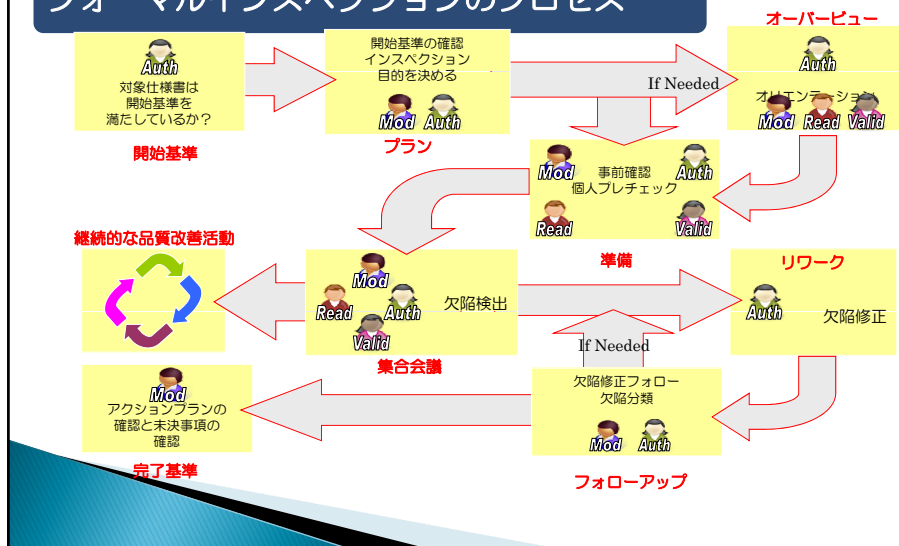 フォーマルインスペクションのプロセス
Auth
対象仕様書は
開始基準を
満たしているか？
開始基準
開始基準の確認
インスペクション
目的を決める
Mod Auth
プラン
If Needed
オーバービュー
Auth
オリエンテーション
Mod Read Valid
Mod
事前確認
個人プレチェック
Auth
Read
Valid
準備
継続的な品質改善活動
Mod
Read
Auth
Valid
欠陥検出
集合会議
リワーク
Auth
欠陥修正
If Needed
欠陥修正フォロー
欠陥分類
Mod Auth
フォローアップ
Mod
アクションプランの
確認と未決事項の
確認
完了基準